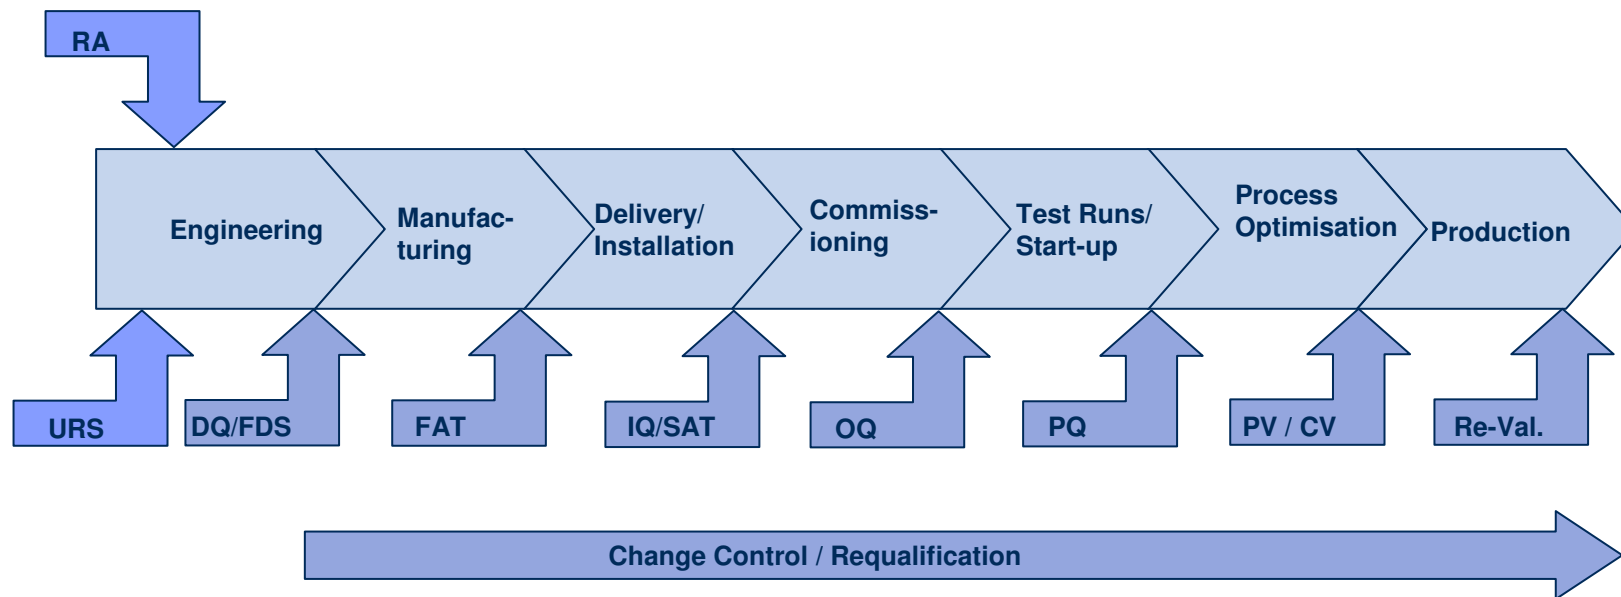 RA
Engineering
Manufac-
turing
Delivery/
Installation
Commiss-
ioning
Test Runs/
Start-up
Process
Optimisation
Production
URS
DQ/FDS
FAT
IQ/SAT
OQ
PQ
PV / CV
Re-Val.
Change Control / Requalification